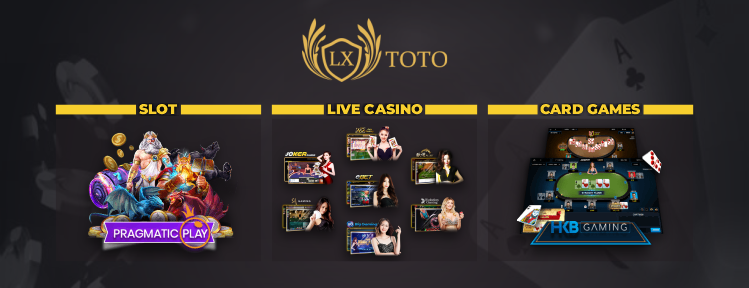 LX TOTO
SLOT
LIVE CASINO
CARD GAMES
JOKER
PRAGMATIC PLAY
HKB GAMING